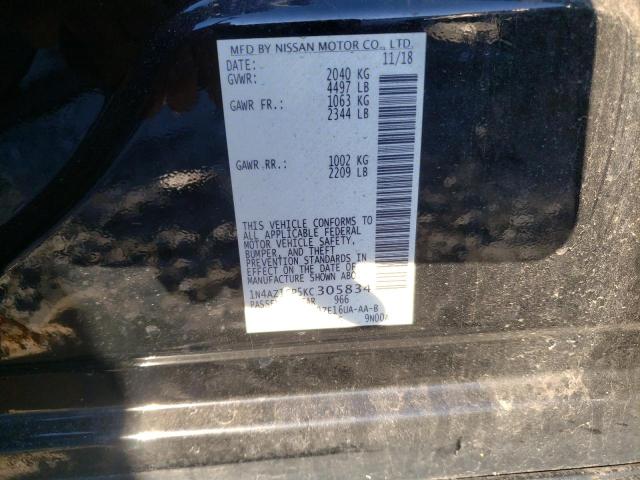 MFD BY NISSAN MOTOR CO., LTD.
DATE: 11/18
GVWR: 2040 KG
4497 LB
GAWR FR.: 1063 KG
2344 LB
GAWR RR.: 1002 KG
2209 LB
THIS VEHICLE CONFORMS TO
ALL APPLICABLE FEDERAL
MOTOR VEHICLE SAFETY,
BUMPER, AND THEFT
PREVENTION STANDARDS IN
EFFECT ON THE DATE OF
MANUFACTURE SHOWN ABOVE.
305834
966